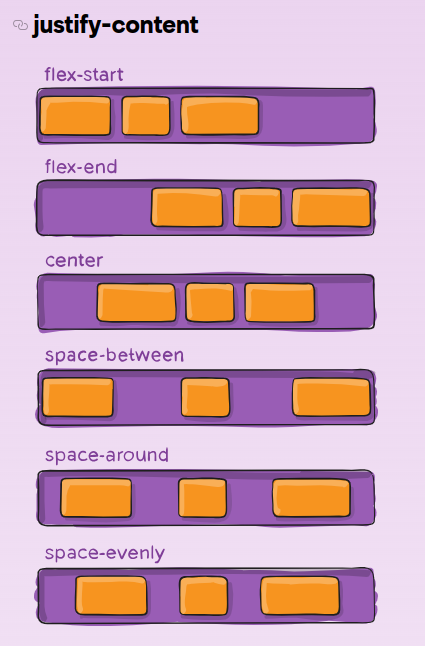 justify-content
flex-start
flex-end
center
space-between
space-around
space-evenly